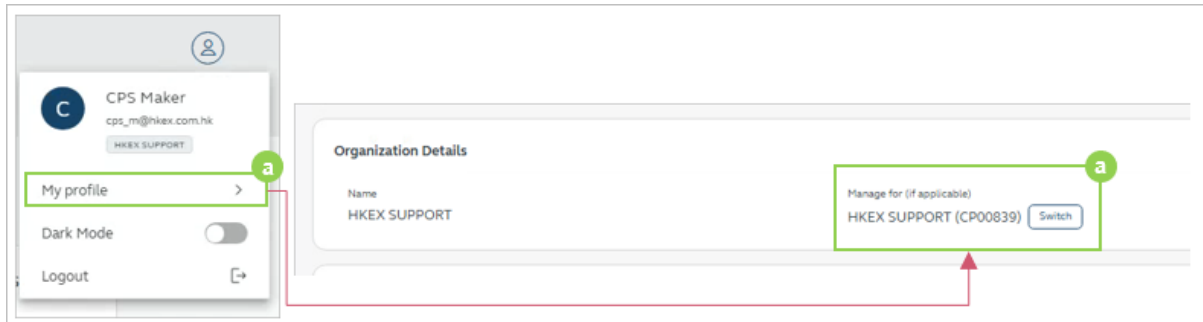 C
CPS Maker
cps_m@hkex.com.hk
HKEX SUPPORT
a
My profile
Dark Mode
Logout
Organization Details
Name
HKEX SUPPORT
a
Manage for (if applicable)
HKEX SUPPORT (CP00839) Switch